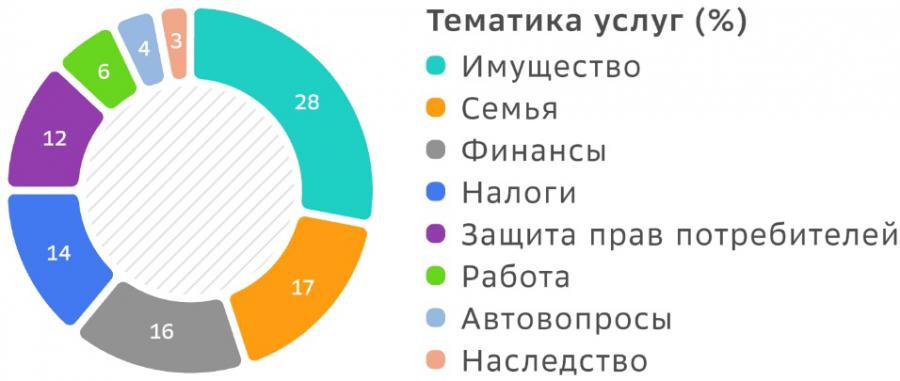 Тематика услуг (%)
Имущество
Семья
Финансы
Налоги
Защита прав потребителей
Работа
Автовопросы
Наследство
28
17
16
14
12
6
4
3